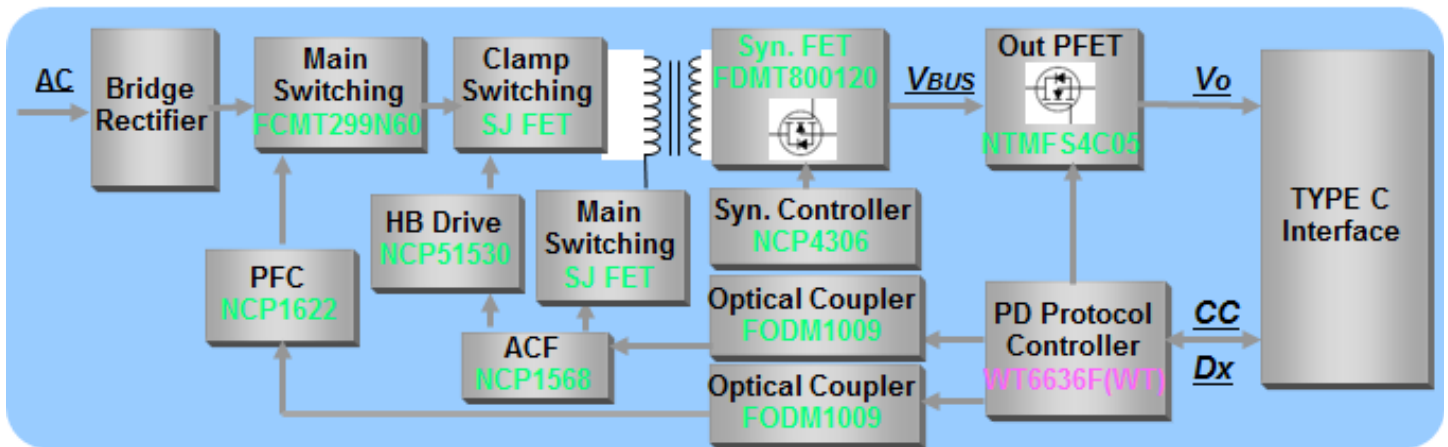 AC
Bridge
Rectifier
Main
Switching
FCMT299N60
Clamp
Switching
SJ FET
Syn. FET
FDMT800120
VBUS
Out PFET
NTMFS4C05
Vo
TYPE C
Interface
PFC
NCP1622
HB Drive
NCP51530
Main
Switching
SJ FET
Syn. Controller
NCP4306
ACF
NCP1568
Optical Coupler
FODM1009
Optical Coupler
FODM1009
PD Protocol
Controller
WT6636F(WT)
CC
Dx